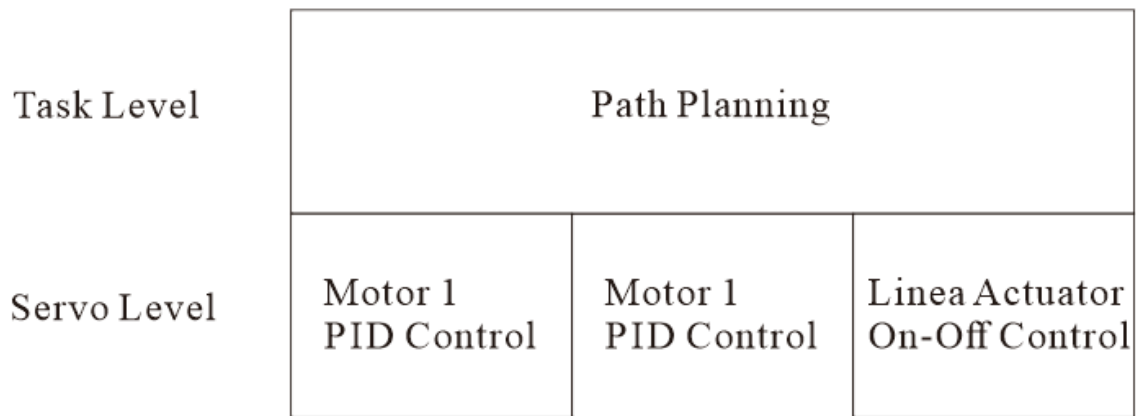 Task Level
Path Planning
Servo Level
Motor 1
PID Control
Motor 1
PID Control
Linea Actuator
On-Off Control